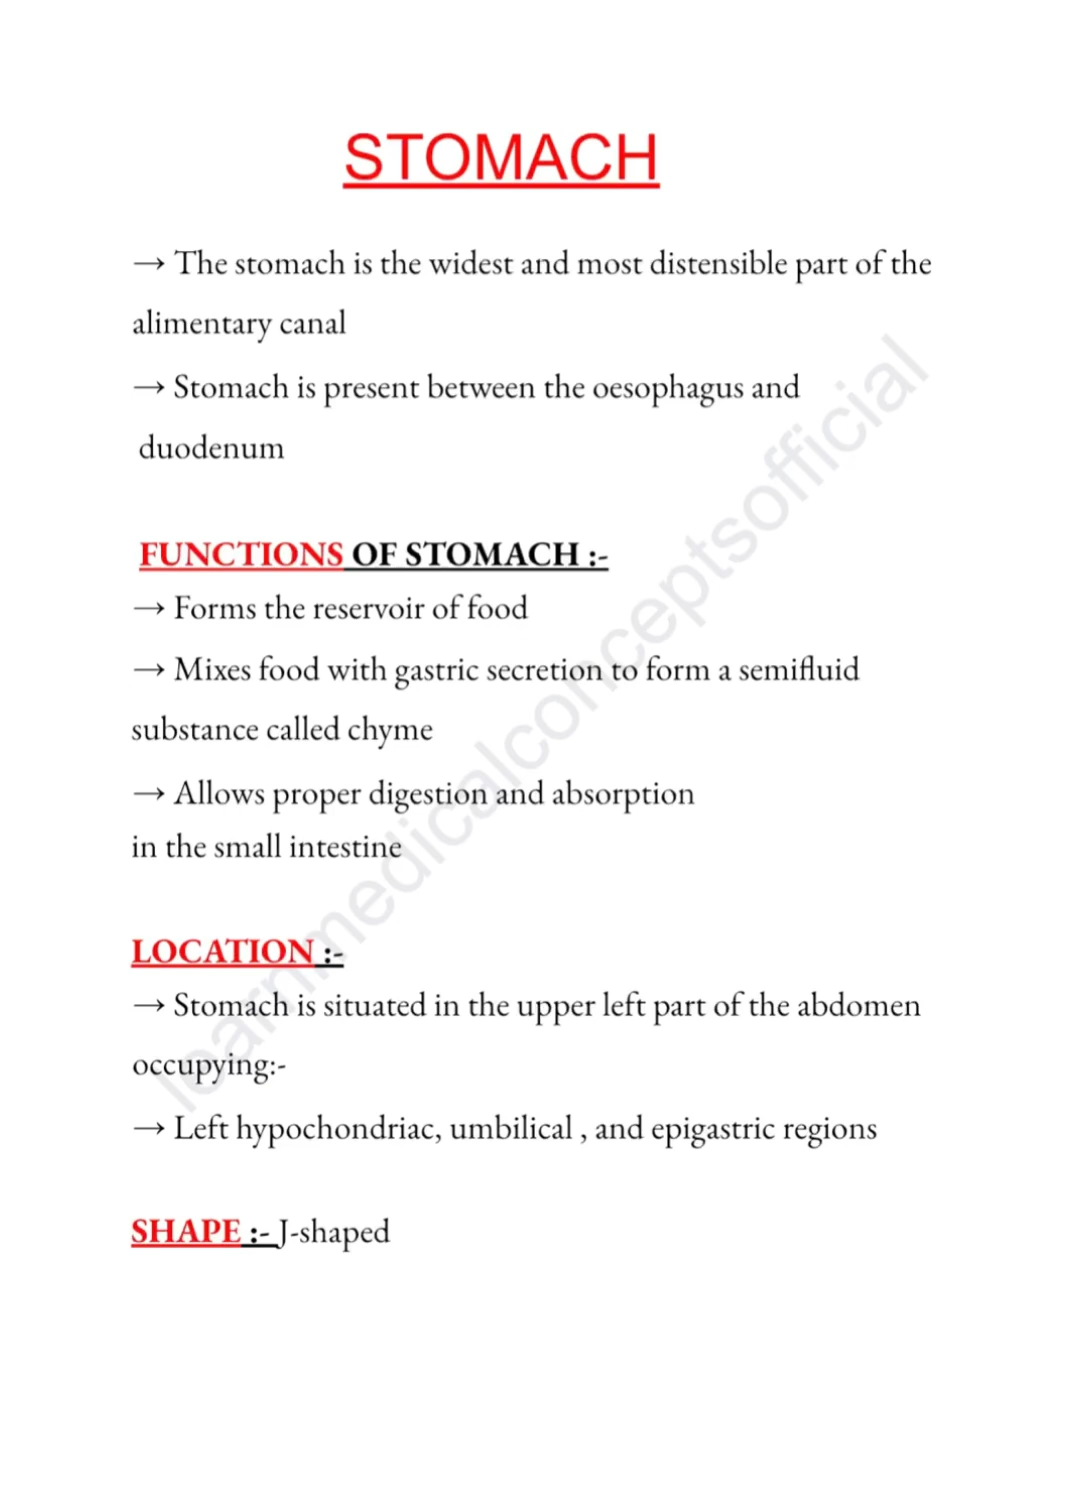 STOMACH
→ The stomach is the widest and most distensible part of the
alimentary canal
→ Stomach is present between the oesophagus and
duodenum
FUNCTIONS OF STOMACH :-
→ Forms the reservoir of food
→ Mixes food with gastric secretion to form a semifluid
substance called chyme
→ Allows proper digestion and absorption
in the small intestine
LOCATION :-
→ Stomach is situated in the upper left part of the abdomen
occupying:-
→ Left hypochondriac, umbilical , and epigastric regions
SHAPE :- J-shaped
learnmedicalconceptsofficial